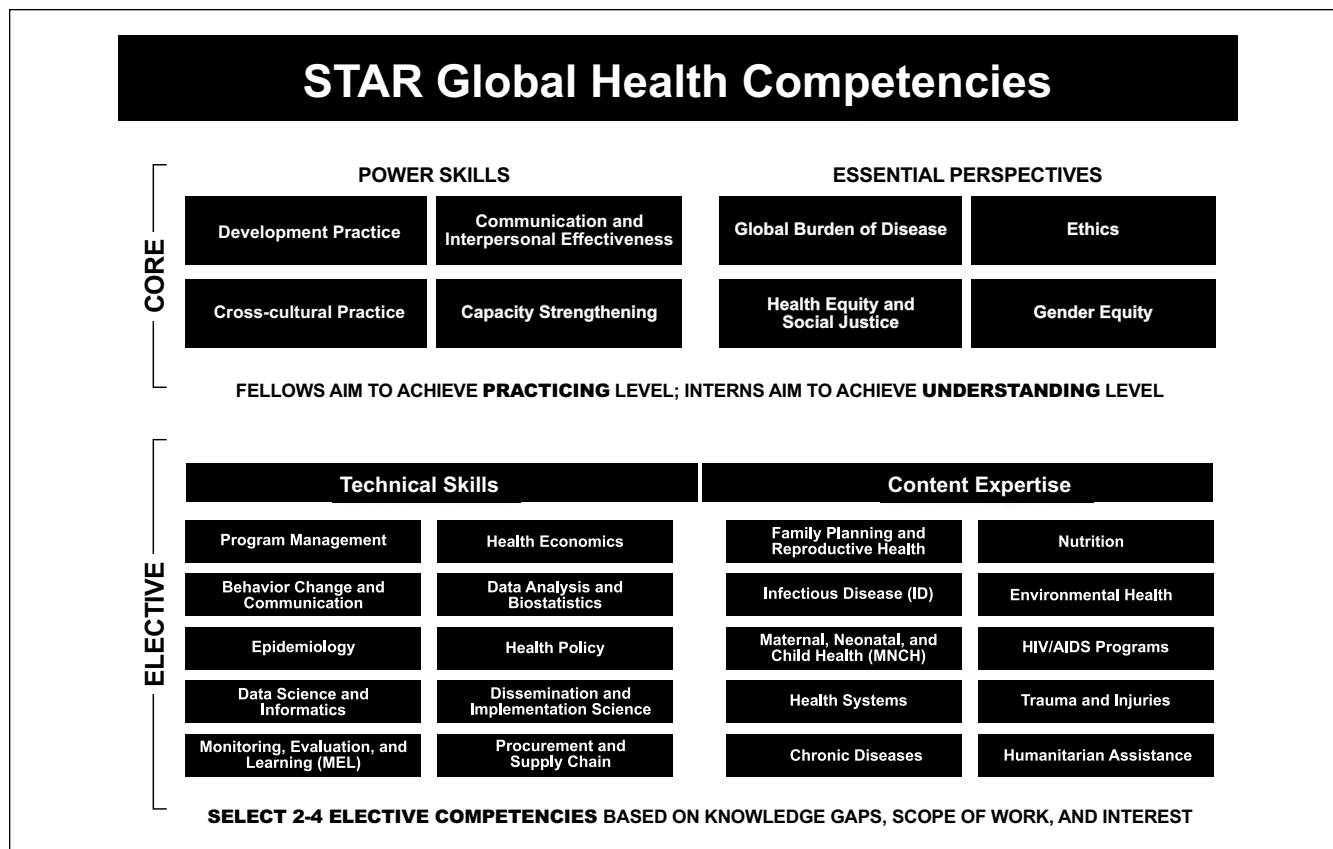 STAR Global Health Competencies
CORE
POWER SKILLS
Development Practice
Communication and
Interpersonal Effectiveness
Cross-cultural Practice
Capacity Strengthening
ESSENTIAL PERSPECTIVES
Global Burden of Disease
Ethics
Health Equity and
Social Justice
Gender Equity
FELLOWS AIM TO ACHIEVE PRACTICING LEVEL; INTERNS AIM TO ACHIEVE UNDERSTANDING LEVEL
ELECTIVE
Technical Skills
Program Management
Health Economics
Behavior Change and
Communication
Data Analysis and
Biostatistics
Epidemiology
Health Policy
Data Science and
Informatics
Dissemination and
Implementation Science
Monitoring, Evaluation, and
Learning (MEL)
Procurement and
Supply Chain
Content Expertise
Family Planning and
Reproductive Health
Nutrition
Infectious Disease (ID)
Environmental Health
Maternal, Neonatal, and
Child Health (MNCH)
HIV/AIDS Programs
Health Systems
Trauma and Injuries
Chronic Diseases
Humanitarian Assistance
SELECT 2-4 ELECTIVE COMPETENCIES BASED ON KNOWLEDGE GAPS, SCOPE OF WORK, AND INTEREST